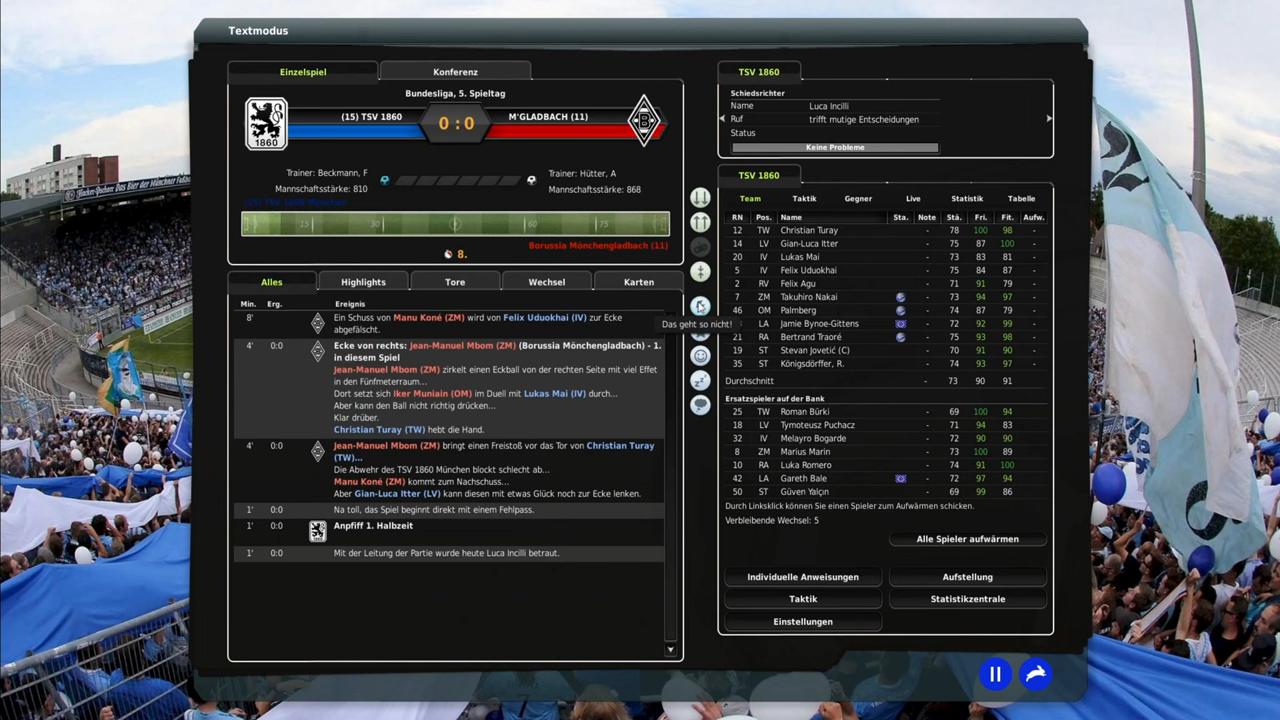 Textmodus
Einzelspiel
Konferenz
Bundesliga, 5. Spieltag
1860
(15) TSV 1860
0 : 0
M'GLADBACH (11)
B
Trainer: Beckmann, F
Mannschaftsstärke: 810
Trainer: Hütter, A
Mannschaftsstärke: 868
(15) TSV 1860 München
15
30
60
75
Borussia Mönchengladbach (11)
8.
Alles
Highlights
Tore
Wechsel
Karten
Min. Erg. Ereignis
8' Ein Schuss von Manu Koné (ZM) wird von Felix Uduokhai (IV) zur Ecke
abgefälscht.
4' 0:0 Ecke von rechts: Jean-Manuel Mbom (ZM) (Borussia Mönchengladbach) - 1.
in diesem Spiel
Jean-Manuel Mbom (ZM) zirkelt einen Eckball von der rechten Seite mit viel Effet
in den Fünfmeterraum...
Dort setzt sich Iker Muniain (OM) im Duell mit Lukas Mai (IV) durch...
Aber kann den Ball nicht richtig drücken...
Klar drüber.
Christian Turay (TW) hebt die Hand.
4' 0:0 Jean-Manuel Mbom (ZM) bringt einen Freistoß vor das Tor von Christian Turay
(TW)...
Die Abwehr des TSV 1860 München blockt schlecht ab...
Manu Koné (ZM) kommt zum Nachschuss...
Aber Gian-Luca Itter (LV) kann diesen mit etwas Glück noch zur Ecke lenken.
1' 0:0 Na toll, das Spiel beginnt direkt mit einem Fehlpass.
1' 0:0 Anpfiff 1. Halbzeit
1' 0:0 Mit der Leitung der Partie wurde heute Luca Incilli betraut.
Das geht so nicht!
TSV 1860
Schiedsrichter
Name Luca Incilli
Ruf trifft mutige Entscheidungen
Status
Keine Probleme
TSV 1860
Team Taktik Gegner Live Statistik Tabelle
RN Pos. Name Sta. Note Stä. Fri. Fit. Aufw.
12 TW Christian Turay - 78 100 98 -
14 LV Gian-Luca Itter - 75 87 100 -
20 IV Lukas Mai - 73 83 81 -
5 IV Felix Uduokhai - 75 84 87 -
2 RV Felix Agu - 71 91 79 -
7 ZM Takuhiro Nakai - 73 94 97 -
46 OM Palmberg - 74 87 79 -
LA Jamie Bynoe-Gittens - 72 92 99 -
21 RA Bertrand Traoré - 75 93 98 -
19 ST Stevan Jovetić (C) - 70 91 90 -
35 ST Königsdörffer, R. - 74 93 97 -
Durchschnitt - 73 90 91
Ersatzspieler auf der Bank
25 TW Roman Bürki - 69 100 94 -
18 LV Tymoteusz Puchacz - 71 94 83 -
32 IV Melayro Bogarde - 72 90 90 -
8 ZM Marius Marin - 73 100 89 -
10 RA Luka Romero - 74 91 100 -
42 LA Gareth Bale - 72 97 94 -
50 ST Güven Yalçın - 69 99 86 -
Durch Linksklick können Sie einen Spieler zum Aufwärmen schicken.
Verbleibende Wechsel: 5
Alle Spieler aufwärmen
Individuelle Anweisungen
Aufstellung
Taktik
Statistikzentrale
Einstellungen